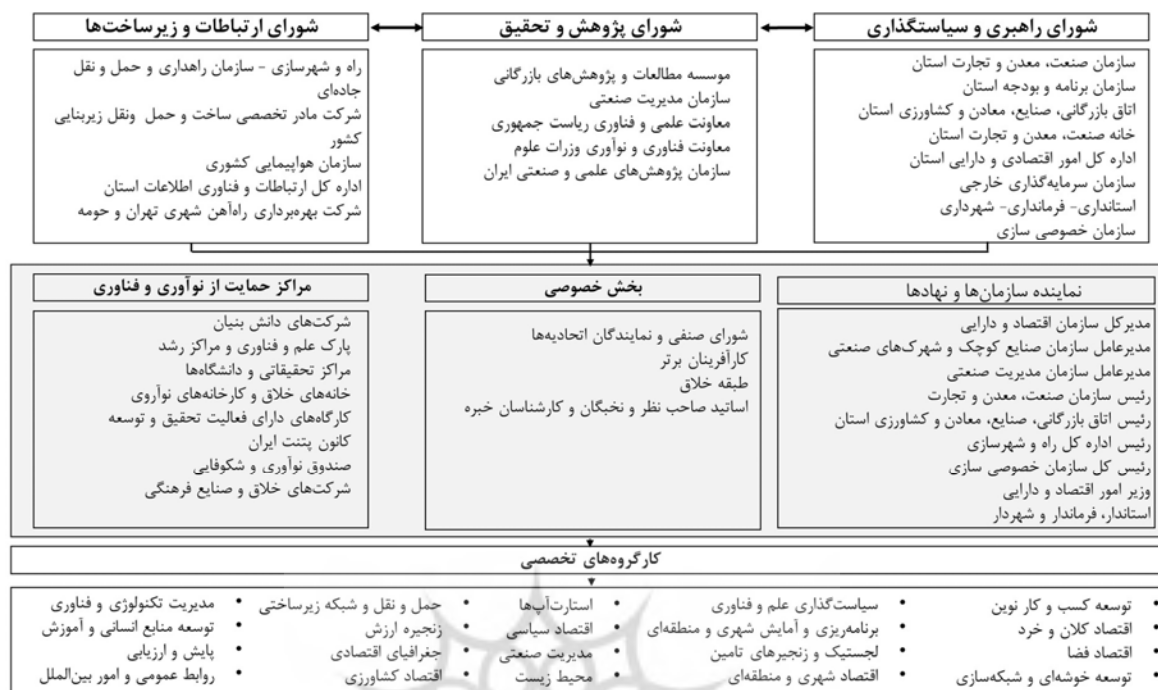 شورای راهبری و سیاستگذاری
سازمان صنعت، معدن و تجارت استان
سازمان برنامه و بودجه استان
اتاق بازرگانی، صنایع، معادن و کشاورزی استان
خانه صنعت، معدن و تجارت استان
اداره کل امور اقتصادی و دارایی استان
سازمان سرمایه‌گذاری خارجی
استانداری- فرمانداری- شهرداری
سازمان خصوصی سازی
شورای پژوهش و تحقیق
موسسه مطالعات و پژوهش‌های بازرگانی
سازمان مدیریت صنعتی
معاونت علمی و فناوری ریاست جمهوری
معاونت فناوری و نوآوری وزرات علوم
سازمان پژوهش‌های علمی و صنعتی ایران
شورای ارتباطات و زیرساخت‌ها
راه و شهرسازی - سازمان راهداری و حمل و نقل
جاده‌ای
شرکت مادر تخصصی ساخت و حمل ونقل زیربنایی
کشور
سازمان هواپیمایی کشوری
اداره کل ارتباطات و فناوری اطلاعات استان
شرکت بهره‌برداری راه‌آهن شهری تهران و حومه
نماینده سازمان‌ها و نهادها
مدیرکل سازمان اقتصاد و دارایی
مدیرعامل سازمان صنایع کوچک و شهرک‌های صنعتی
مدیرعامل سازمان مدیریت صنعتی
رئیس سازمان صنعت، معدن و تجارت
رئیس اتاق بازرگانی، صنایع، معادن و کشاورزی استان
رئیس اداره کل راه و شهرسازی
رئیس کل سازمان خصوصی سازی
وزیر امور اقتصاد و دارایی
استاندار، فرماندار و شهردار
بخش خصوصی
شورای صنفی و نمایندگان اتحادیه‌ها
کارآفرینان برتر
طبقه خلاق
اساتید صاحب نظر و نخبگان و کارشناسان خبره
مراکز حمایت از نوآوری و فناوری
شرکت‌های دانش بنیان
پارک علم و فناوری و مراکز رشد
مراکز تحقیقاتی و دانشگاه‌ها
خانه‌های خلاق و کارخانه‌های نوآروی
کارگاه‌های دارای فعالیت تحقیق و توسعه
کانون پتنت ایران
صندوق نوآوری و شکوفایی
شرکت‌های خلاق و صنایع فرهنگی
کارگروه‌های تخصصی
• توسعه کسب و کار نوین
• اقتصاد کلان و خرد
• اقتصاد فضا
• توسعه خوشه‌ای و شبکه‌سازی
• سیاست‌گذاری علم و فناوری
• برنامه‌ریزی و آمایش شهری و منطقه‌ای
• لجستیک و زنجیرهای تامین
• اقتصاد شهری و منطقه‌ای
• استارت‌آپ‌ها
• اقتصاد سیاسی
• مدیریت صنعتی
• محیط زیست
• حمل و نقل و شبکه زیرساختی
• زنجیره ارزش
• جغرافیای اقتصادی
• اقتصاد کشاورزی
• مدیریت تکنولوژی و فناوری
• توسعه منابع انسانی و آموزش
• پایش و ارزیابی
• روابط عمومی و امور بین‌الملل